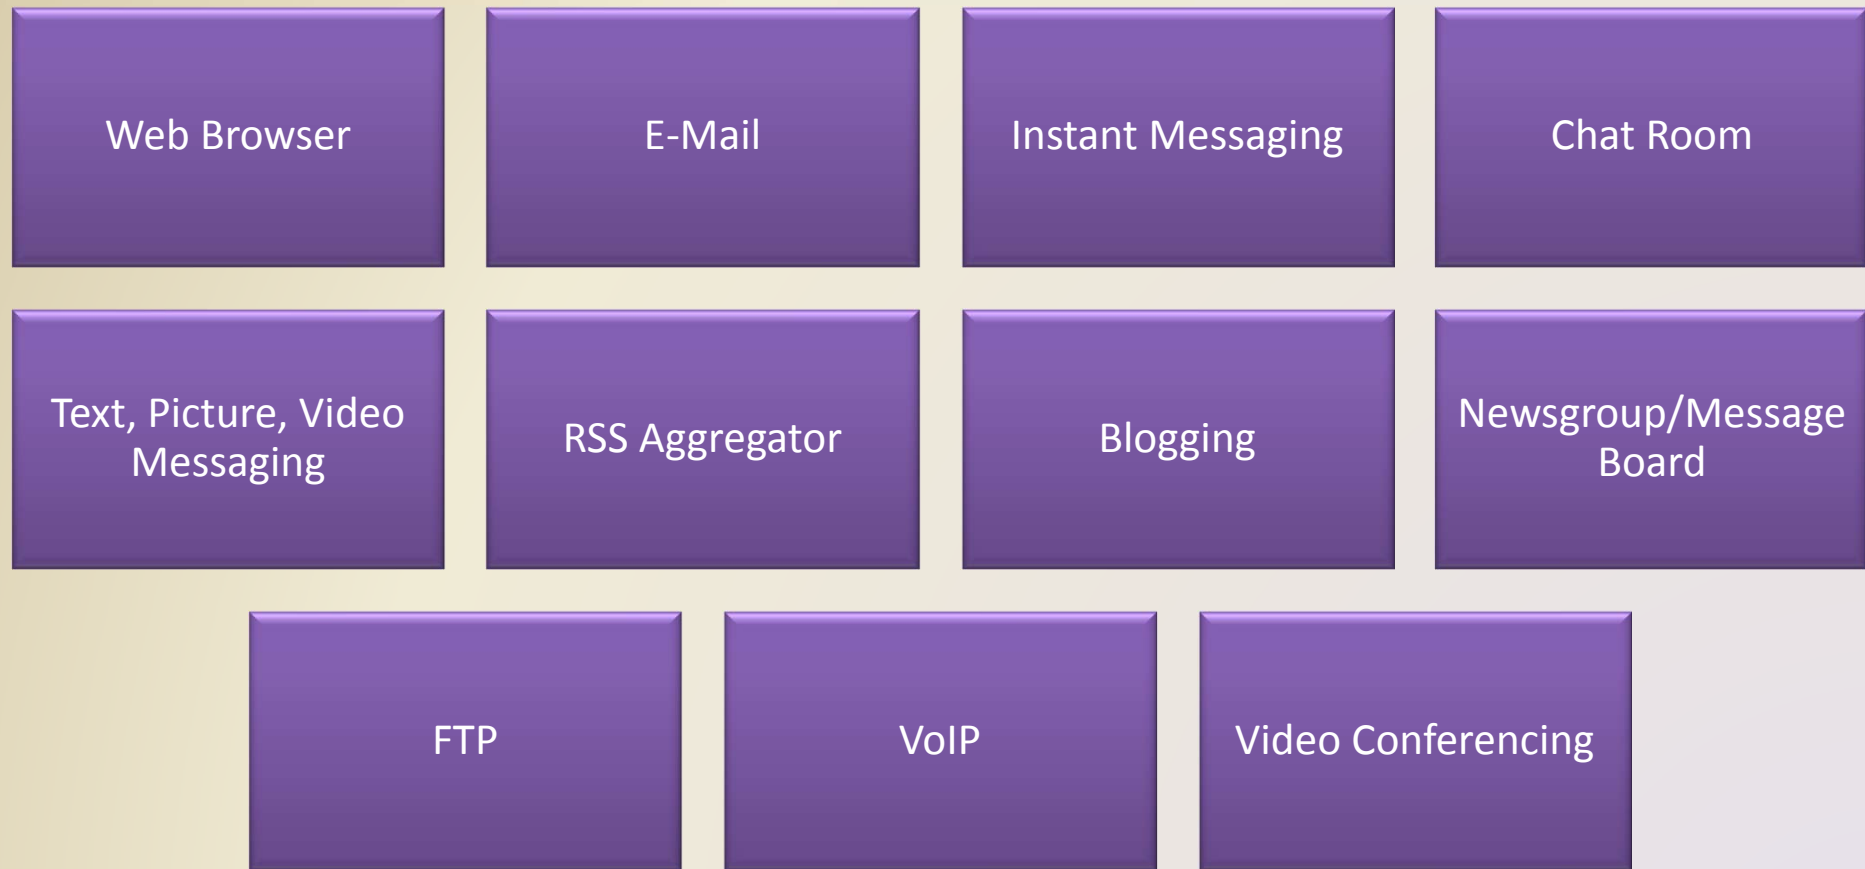 Web Browser
E-Mail
Instant Messaging
Chat Room
Text, Picture, Video
Messaging
RSS Aggregator
Blogging
Newsgroup/Message
Board
FTP
VoIP
Video Conferencing